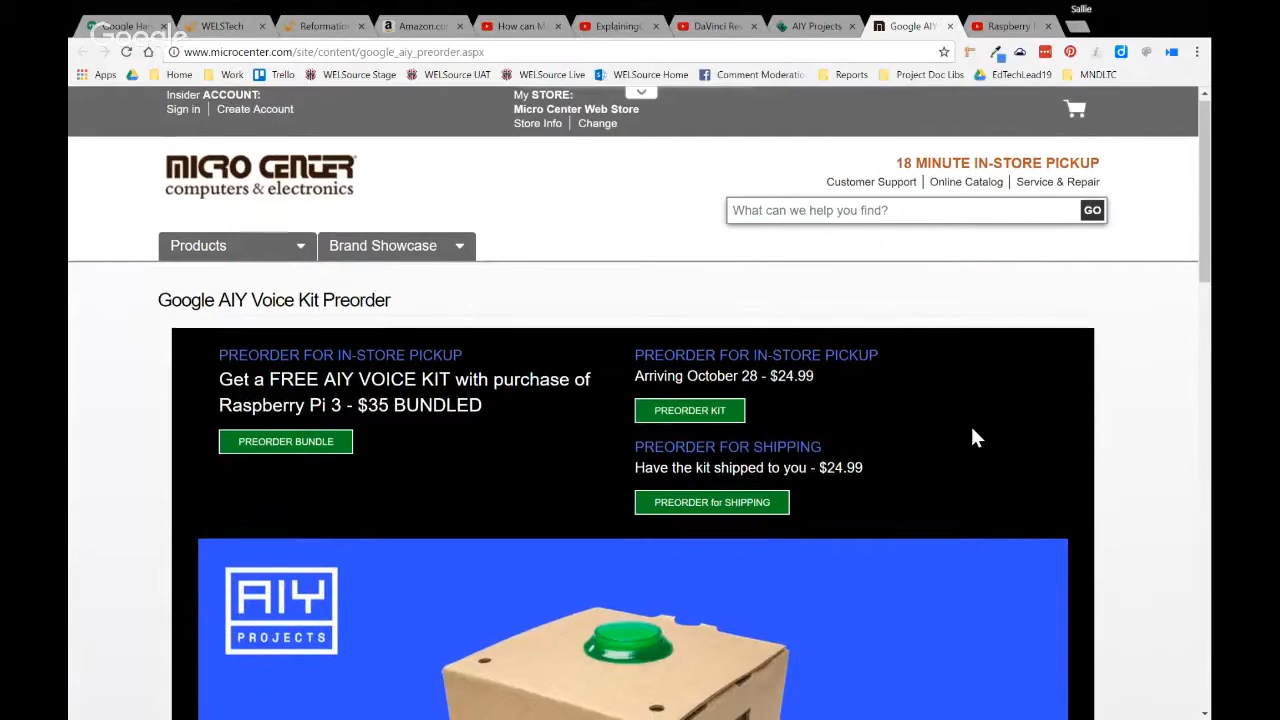 Sallie
Google Han
WELSTech
Reformation
Amazon.co
How can M
ExplainingC
DaVinci Res
AIY Projects
Google AIY
Raspberry
Google
www.microcenter.com/site/content/google_aiy_preorder.aspx
Apps
Home
Work
Trello
WELSource Stage
WELSource UAT
WELSource Live
WELSource Home
Comment Moderatio
Reports
Project Doc Libs
EdTechLead19
MNDLTC
Insider ACCOUNT:
Sign in | Create Account
My STORE:
Micro Center Web Store
Store Info | Change
MICRO CENTER
computers & electronics
18 MINUTE IN-STORE PICKUP
Customer Support | Online Catalog | Service & Repair
What can we help you find?
GO
Products
Brand Showcase
Google AIY Voice Kit Preorder
PREORDER FOR IN-STORE PICKUP
Get a FREE AIY VOICE KIT with purchase of
Raspberry Pi 3 - $35 BUNDLED
PREORDER BUNDLE
PREORDER FOR IN-STORE PICKUP
Arriving October 28 - $24.99
PREORDER KIT
PREORDER FOR SHIPPING
Have the kit shipped to you - $24.99
PREORDER for SHIPPING
AIY
PROJECTS